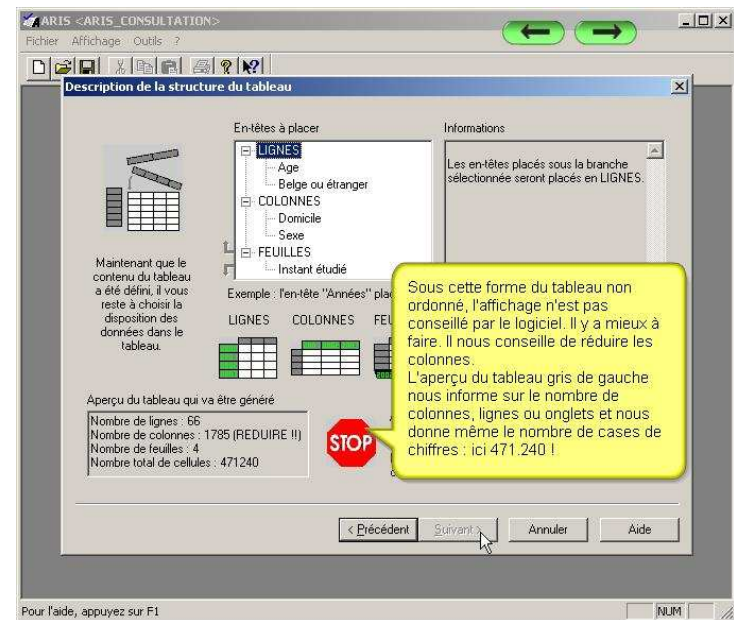 ARIS <ARIS_CONSULTATION>
Fichier Affichage Outils ?
Description de la structure du tableau
En-têtes à placer
Informations
LIGNES
Age
Belge ou étranger
COLONNES
Domicile
Sexe
FEUILLES
Instant étudié
Les en-têtes placés sous la branche
sélectionnée seront placés en LIGNES.
Maintenant que le
contenu du tableau
a été défini, il vous
reste à choisir la
disposition des
données dans le
tableau.
Exemple : l'en-tête "Années"
LIGNES COLONNES
Sous cette forme du tableau non
ordonné, l'affichage n'est pas
conseillé par le logiciel. Il y a mieux à
faire. Il nous conseille de réduire les
colonnes.
L'aperçu du tableau gris de gauche
nous informe sur le nombre de
colonnes, lignes ou onglets et nous
donne même le nombre de cases de
chiffres : ici 471.240 !
Aperçu du tableau qui va être généré
Nombre de lignes : 66
Nombre de colonnes : 1785 (REDUIRE !!)
Nombre de feuilles : 4
Nombre total de cellules : 471240
STOP
< Précédent Suivant > Annuler Aide
Pour l'aide, appuyez sur F1
NUM